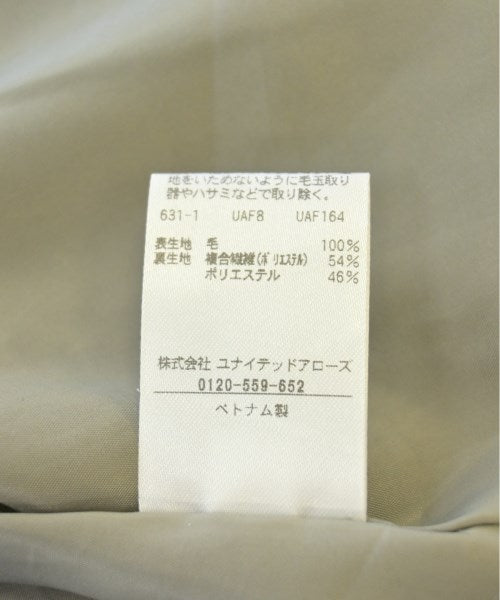 地をいためないように毛玉取り
器やハサミなどで取り除く。
631-1 UAF8 UAF164
表生地 毛 100%
裏生地 複合繊維(ポリエステル) 54%
ポリエステル 46%
株式会社 ユナイテッドアローズ
0120-559-652
ベトナム製